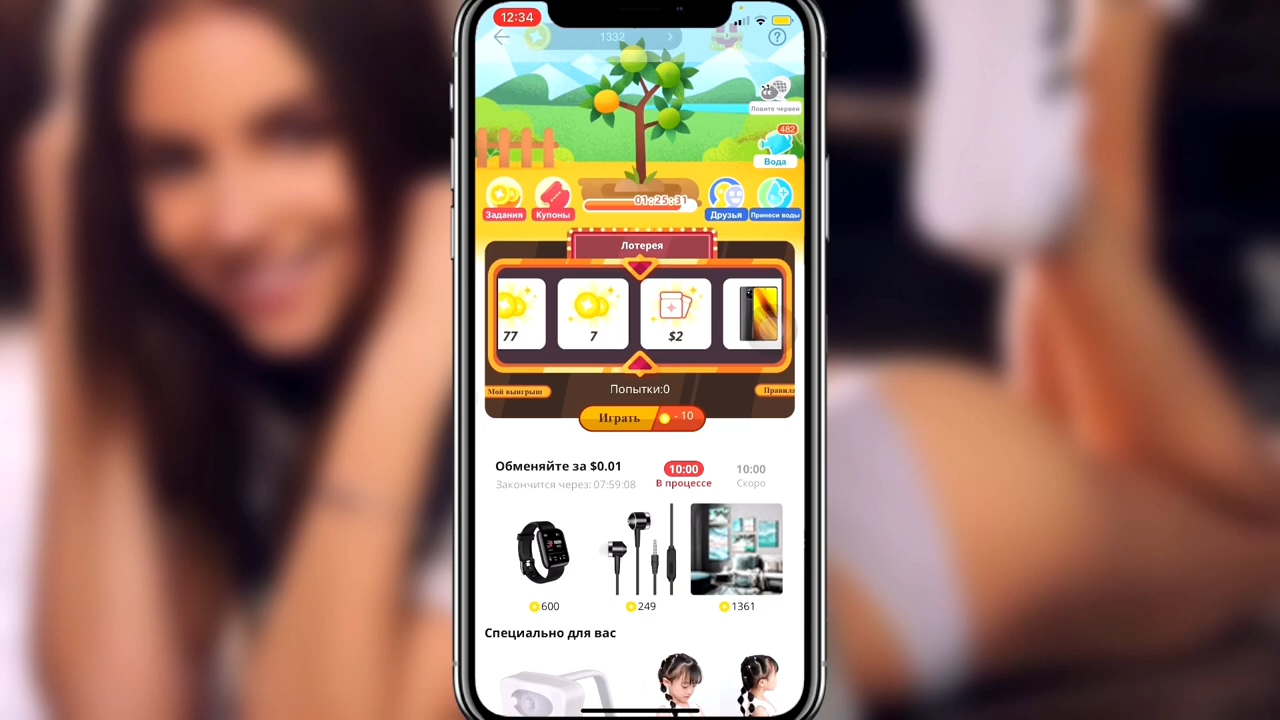 12:34
1332
Ловите червей
482
Вода
Задания
Купоны
01:25:31
Друзья
Принеси воды
Лотерея
77
7
$2
Попытки:0
Мой выигрыш
Правила
Играть
- 10
Обменяйте за $0.01
10:00
10:00
Закончится через: 07:59:08
В процессе
Скоро
600
249
1361
Специально для вас